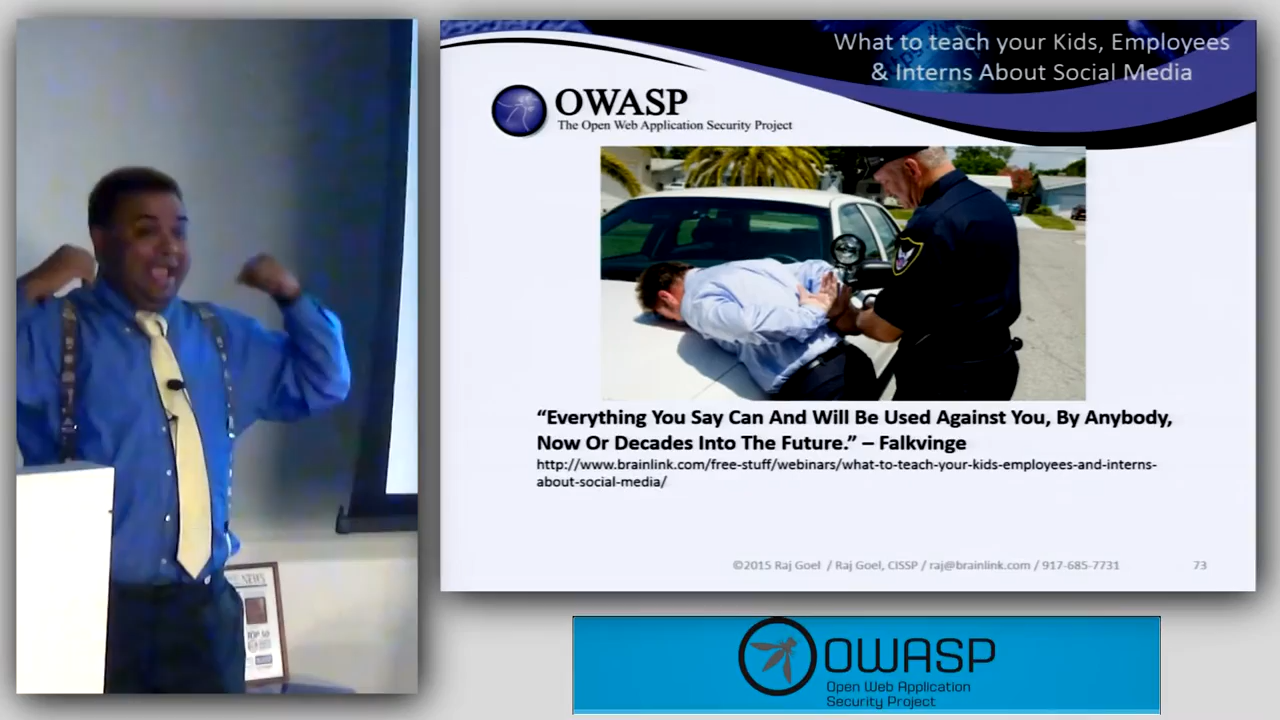 What to teach your Kids, Employees
& Interns About Social Media
OWASP
The Open Web Application Security Project
“Everything You Say Can And Will Be Used Against You, By Anybody,
Now Or Decades Into The Future.” – Falkvinge
http://www.brainlink.com/free-stuff/webinars/what-to-teach-your-kids-employees-and-interns-
about-social-media/
©2015 Raj Goel / Raj Goel, CISSP / raj@brainlink.com / 917-685-7731
73
NEWS
TOP 50
OWASP
Open Web Application
Security Project